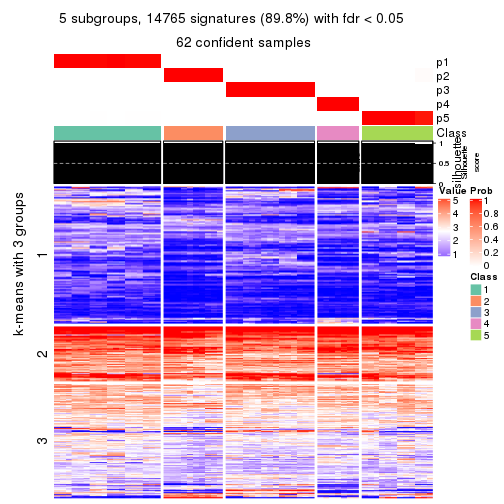 5 subgroups, 14765 signatures (89.8%) with fdr < 0.05
62 confident samples
p1
p2
p3
p4
p5
Class
1
0.5
0
silhouette
Silhouette
score
k-means with 3 groups
1
2
3
Value
5
4
3
2
1
Prob
1
0.8
0.6
0.4
0.2
0
Class
1
2
3
4
5